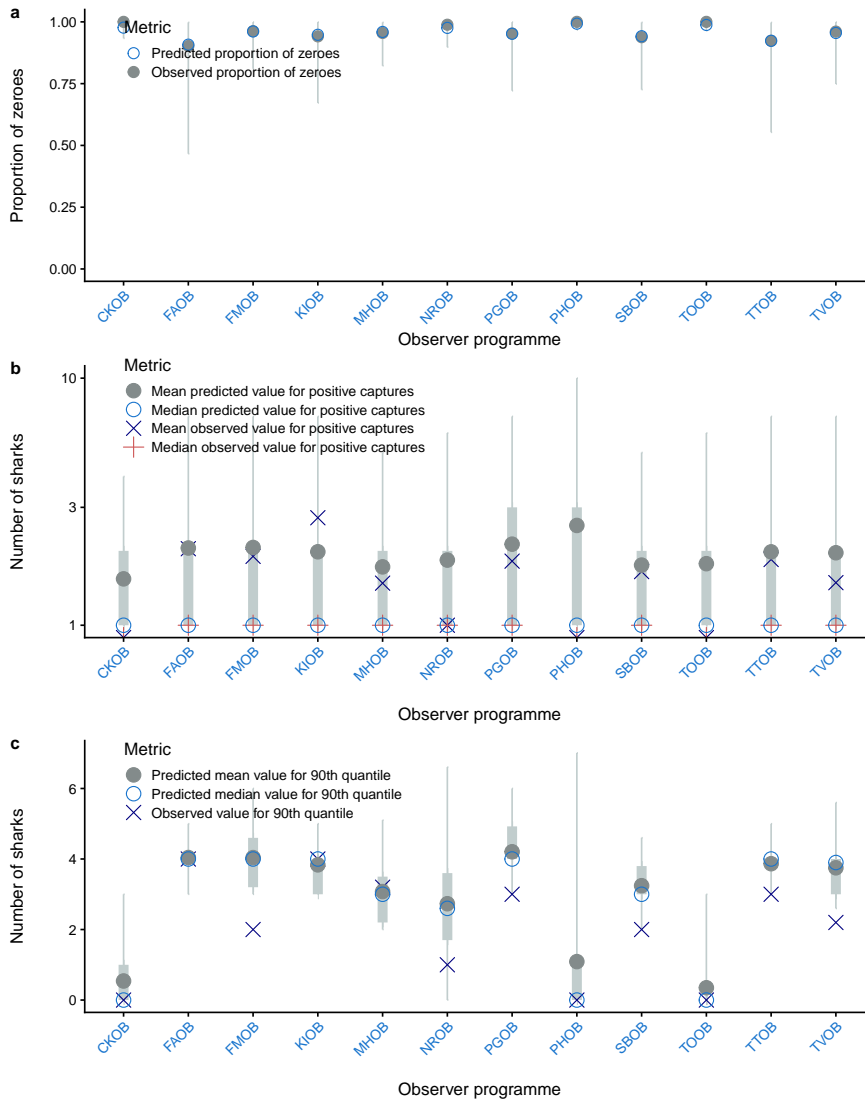 a
Metric
Predicted proportion of zeroes
Observed proportion of zeroes
Proportion of zeroes
1.00
0.75
0.50
0.25
0.00
CKOB
FAOB
FMOB
KIOB
MHOB
NROB
PGOB
PHOB
SBOB
TOOB
TTOB
TVOB
Observer programme
b
Metric
Mean predicted value for positive captures
Median predicted value for positive captures
Mean observed value for positive captures
Median observed value for positive captures
Number of sharks
10
3
1
CKOB
FAOB
FMOB
KIOB
MHOB
NROB
PGOB
PHOB
SBOB
TOOB
TTOB
TVOB
Observer programme
c
Metric
Predicted mean value for 90th quantile
Predicted median value for 90th quantile
Observed value for 90th quantile
Number of sharks
6
4
2
0
CKOB
FAOB
FMOB
KIOB
MHOB
NROB
PGOB
PHOB
SBOB
TOOB
TTOB
TVOB
Observer programme